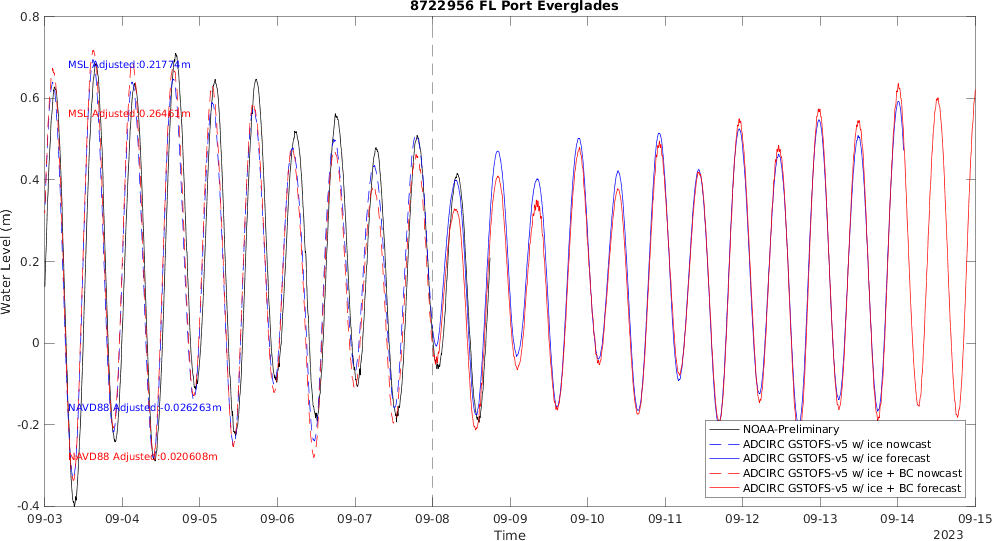 8722956 FL Port Everglades
0.8
0.6
0.4
0.2
0
-0.2
-0.4
Water Level (m)
MSL Adjusted:0.21774m
MSL Adjusted:0.26461m
NAVD88 Adjusted:-0.026263m
NAVD88 Adjusted:0.020608m
NOAA-Preliminary
ADCIRC GSTOFS-v5 w/ ice nowcast
ADCIRC GSTOFS-v5 w/ ice forecast
ADCIRC GSTOFS-v5 w/ ice + BC nowcast
ADCIRC GSTOFS-v5 w/ ice + BC forecast
09-03 09-04 09-05 09-06 09-07 09-08 09-09 09-10 09-11 09-12 09-13 09-14 09-15
Time
2023